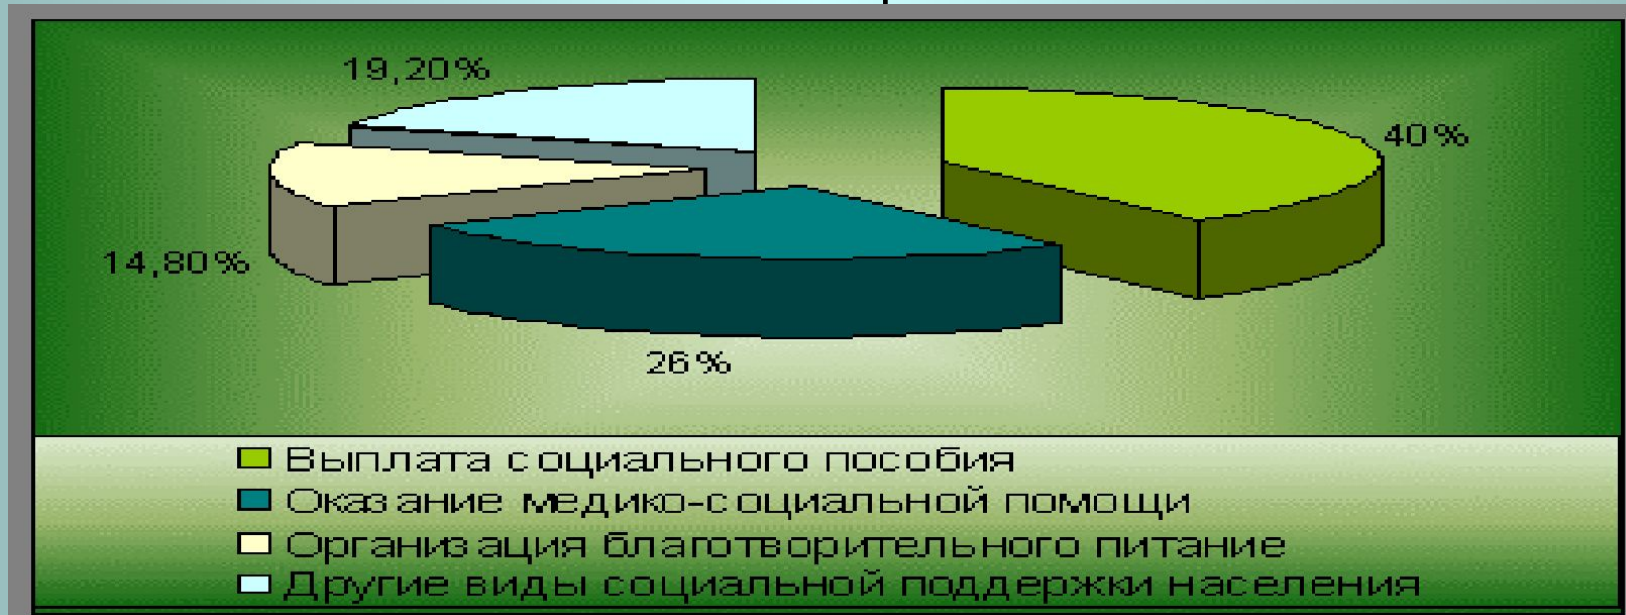 19,20%
40%
14,80%
26%
Выплата социального пособия
Оказание медико-социальной помощи
Организация благотворительного питание
Другие виды социальной поддержки населения